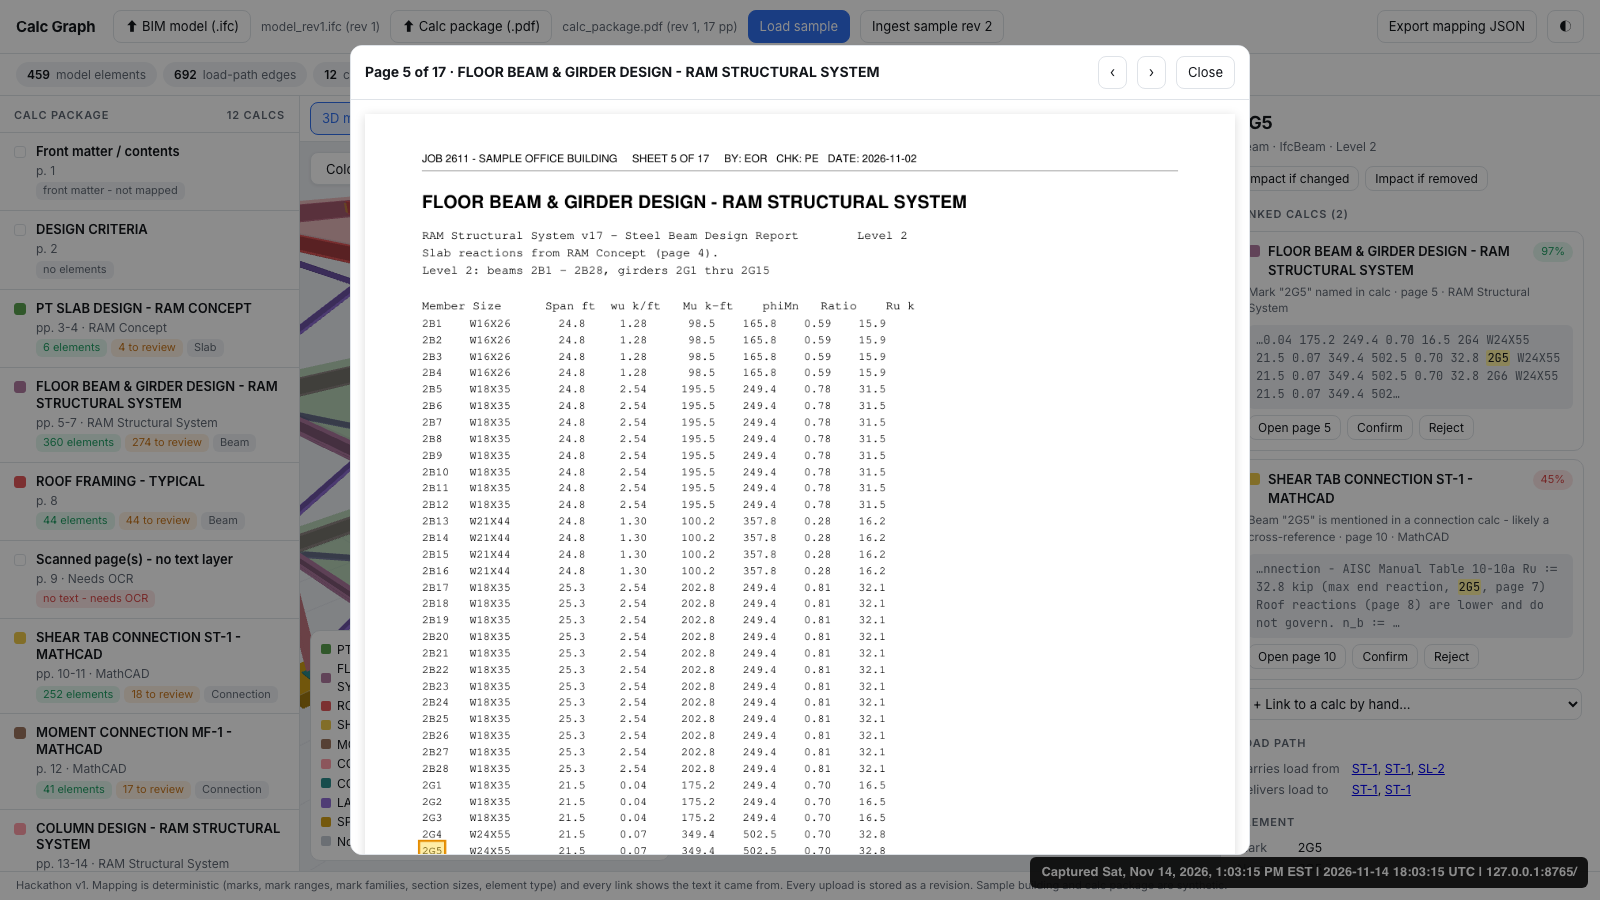 Calc Graph
⬆ BIM model (.ifc)
model_rev1.ifc (rev 1)
⬆ Calc package (.pdf)
calc_package.pdf (rev 1, 17 pp)
Load sample
Ingest sample rev 2
Export mapping JSON
459 model elements
692 load-path edges
12 c
CALC PACKAGE 12 CALCS
Front matter / contents
p. 1
front matter - not mapped
DESIGN CRITERIA
p. 2
no elements
PT SLAB DESIGN - RAM CONCEPT
pp. 3-4 · RAM Concept
6 elements 4 to review Slab
FLOOR BEAM & GIRDER DESIGN - RAM
STRUCTURAL SYSTEM
pp. 5-7 · RAM Structural System
360 elements 274 to review Beam
ROOF FRAMING - TYPICAL
p. 8
44 elements 44 to review Beam
Scanned page(s) - no text layer
p. 9 · Needs OCR
no text - needs OCR
SHEAR TAB CONNECTION ST-1 -
MATHCAD
pp. 10-11 · MathCAD
252 elements 18 to review Connection
MOMENT CONNECTION MF-1 -
MATHCAD
p. 12 · MathCAD
41 elements 17 to review Connection
COLUMN DESIGN - RAM STRUCTURAL
SYSTEM
pp. 13-14 · RAM Structural
3D m
Colo
PT
FL
SY
RO
SH
MO
CO
CO
LA
SP
No
Page 5 of 17 · FLOOR BEAM & GIRDER DESIGN - RAM STRUCTURAL SYSTEM
‹ › Close
JOB 2611 - SAMPLE OFFICE BUILDING SHEET 5 OF 17 BY: EOR CHK: PE DATE: 2026-11-02
FLOOR BEAM & GIRDER DESIGN - RAM STRUCTURAL SYSTEM
RAM Structural System v17 - Steel Beam Design Report Level 2
Slab reactions from RAM Concept (page 4).
Level 2: beams 2B1 - 2B28, girders 2G1 thru 2G15
Member Size Span ft wu k/ft Mu k-ft phiMn Ratio Ru k
2B1 W16X26 24.8 1.28 98.5 165.8 0.59 15.9
2B2 W16X26 24.8 1.28 98.5 165.8 0.59 15.9
2B3 W16X26 24.8 1.28 98.5 165.8 0.59 15.9
2B4 W16X26 24.8 1.28 98.5 165.8 0.59 15.9
2B5 W18X35 24.8 2.54 195.5 249.4 0.78 31.5
2B6 W18X35 24.8 2.54 195.5 249.4 0.78 31.5
2B7 W18X35 24.8 2.54 195.5 249.4 0.78 31.5
2B8 W18X35 24.8 2.54 195.5 249.4 0.78 31.5
2B9 W18X35 24.8 2.54 195.5 249.4 0.78 31.5
2B10 W18X35 24.8 2.54 195.5 249.4 0.78 31.5
2B11 W18X35 24.8 2.54 195.5 249.4 0.78 31.5
2B12 W18X35 24.8 2.54 195.5 249.4 0.78 31.5
2B13 W21X44 24.8 1.30 100.2 357.8 0.28 16.2
2B14 W21X44 24.8 1.30 100.2 357.8 0.28 16.2
2B15 W21X44 24.8 1.30 100.2 357.8 0.28 16.2
2B16 W21X44 24.8 1.30 100.2 357.8 0.28 16.2
2B17 W18X35 25.3 2.54 202.8 249.4 0.81 32.1
2B18 W18X35 25.3 2.54 202.8 249.4 0.81 32.1
2B19 W18X35 25.3 2.54 202.8 249.4 0.81 32.1
2B20 W18X35 25.3 2.54 202.8 249.4 0.81 32.1
2B21 W18X35 25.3 2.54 202.8 249.4 0.81 32.1
2B22 W18X35 25.3 2.54 202.8 249.4 0.81 32.1
2B23 W18X35 25.3 2.54 202.8 249.4 0.81 32.1
2B24 W18X35 25.3 2.54 202.8 249.4 0.81 32.1
2B25 W18X35 25.3 2.54 202.8 249.4 0.81 32.1
2B26 W18X35 25.3 2.54 202.8 249.4 0.81 32.1
2B27 W18X35 25.3 2.54 202.8 249.4 0.81 32.1
2B28 W18X35 25.3 2.54 202.8 249.4 0.81 32.1
2G1 W18X35 21.5 0.04 175.2 249.4 0.70 16.5
2G2 W18X35 21.5 0.04 175.2 249.4 0.70 16.5
2G3 W18X35 21.5 0.04 175.2 249.4 0.70 16.5
2G4 W24X55 21.5 0.07 349.4 502.5 0.70 32.8
2G5 W24X55 21.5 0.07 349.4 502.5 0.70 32.8
G5
eam · IfcBeam · Level 2
mpact if changed
Impact if removed
NKED CALCS (2)
FLOOR BEAM & GIRDER DESIGN - RAM
STRUCTURAL SYSTEM
97%
Mark "2G5" named in calc · page 5 · RAM Structural
System
…0.04 175.2 249.4 0.70 16.5 2G4 W24X55
21.5 0.07 349.4 502.5 0.70 32.8 2G5 W24X55
21.5 0.07 349.4 502.5 0.70 32.8 2G6 W24X55
21.5 0.07 349.4 502…
Open page 5 Confirm Reject
SHEAR TAB CONNECTION ST-1 -
MATHCAD
45%
Beam "2G5" is mentioned in a connection calc - likely a
cross-reference · page 10 · MathCAD
…nnection - AISC Manual Table 10-10a Ru :=
32.8 kip (max end reaction, 2G5, page 7)
Roof reactions (page 8) are lower and do
not govern. n_b := …
Open page 10 Confirm Reject
+ Link to a calc by hand...
OAD PATH
arries load from ST-1, ST-1, SL-2
elivers load to ST-1, ST-1
EMENT
ark 2G5
Hackathon v1. Mapping is deterministic (marks, mark ranges, mark families, section sizes, element type) and every link shows the text it came from. Every upload is stored as a revision. Sample building and calc package are synthetic.
Captured Sat, Nov 14, 2026, 1:03:15 PM EST | 2026-11-14 18:03:15 UTC | 127.0.0.1:8765/